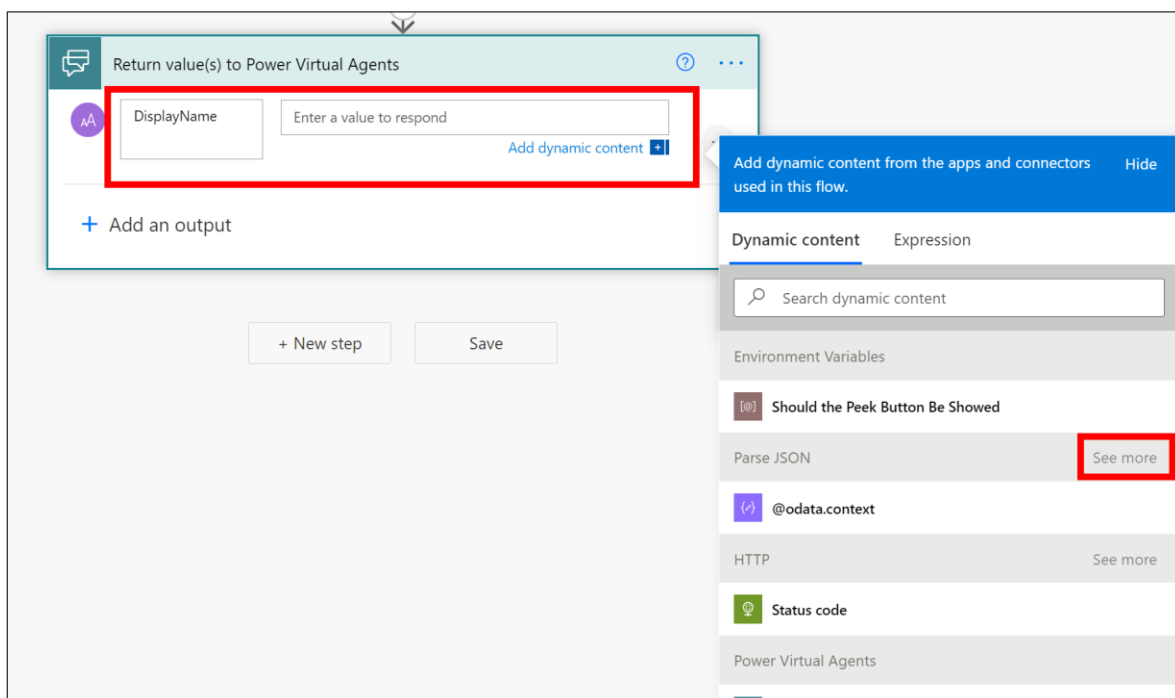 Return value(s) to Power Virtual Agents
DisplayName
Enter a value to respond
Add dynamic content
Add an output
+ New step
Save
Add dynamic content from the apps and connectors
used in this flow.
Hide
Dynamic content
Expression
Search dynamic content
Environment Variables
Should the Peek Button Be Showed
Parse JSON
See more
@odata.context
HTTP
See more
Status code
Power Virtual Agents